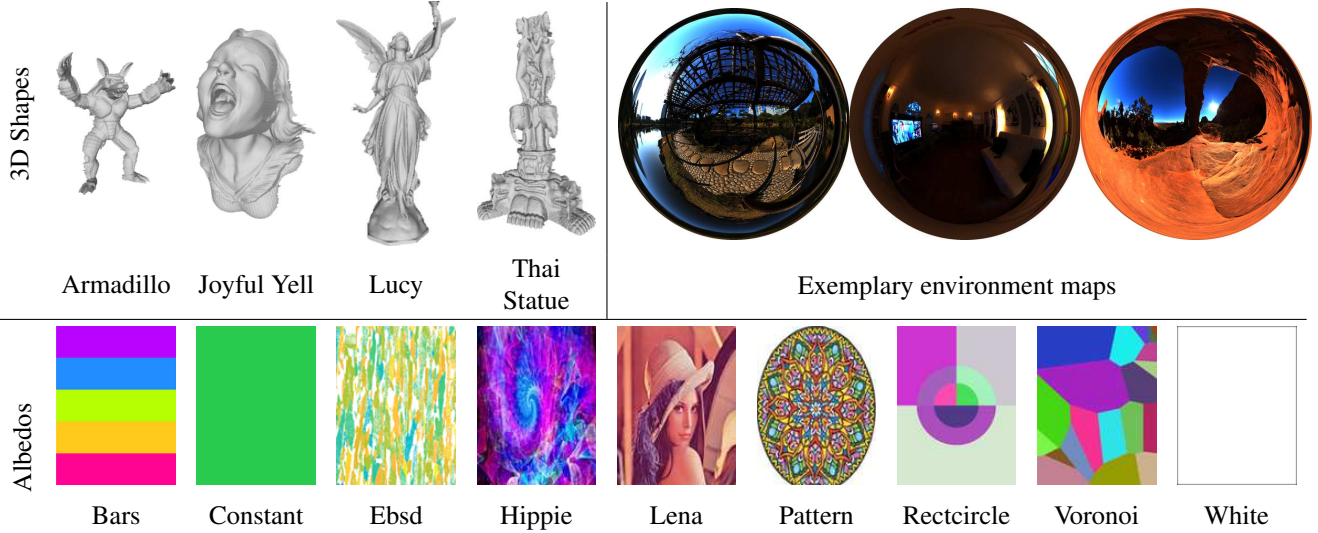 3D Shapes
Armadillo
Joyful Yell
Lucy
Thai
Statue
Exemplary environment maps
Albedos
Bars
Constant
Ebsd
Hippie
Lena
Pattern
Rectcircle
Voronoi
White